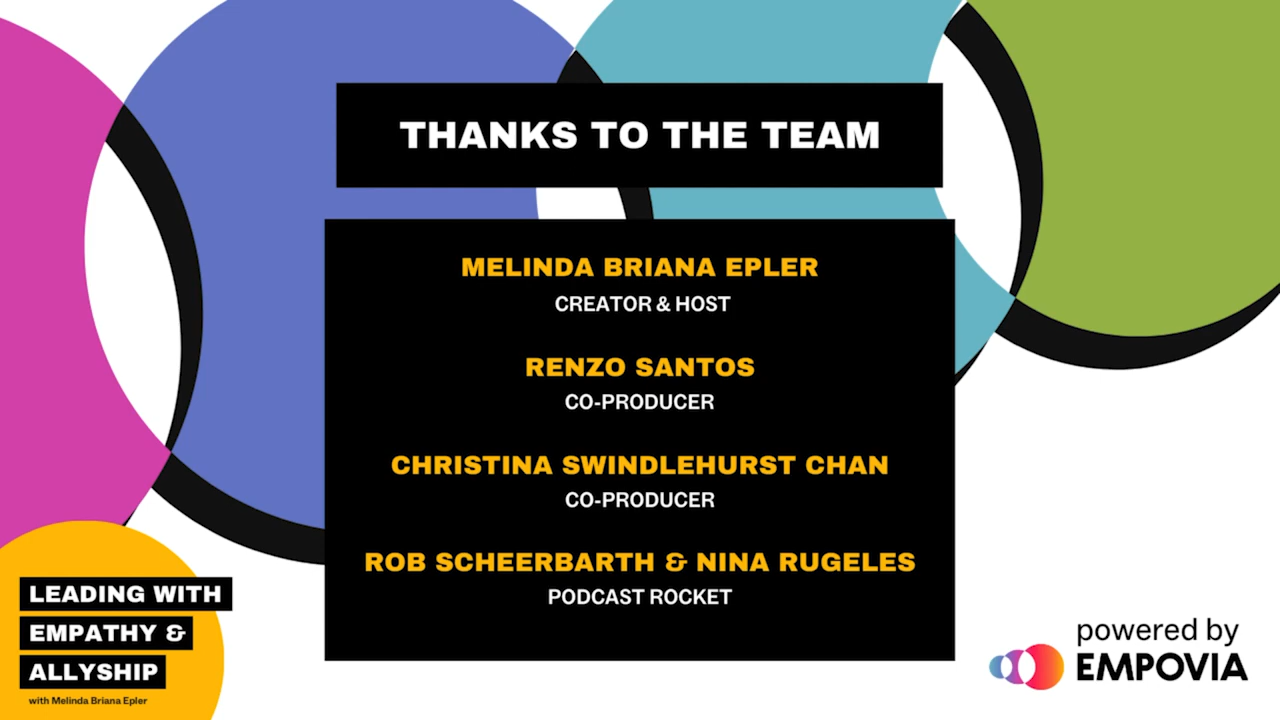 THANKS TO THE TEAM
MELINDA BRIANA EPLER
CREATOR & HOST
RENZO SANTOS
CO-PRODUCER
CHRISTINA SWINDLEHURST CHAN
CO-PRODUCER
ROB SCHEERBARTH & NINA RUGELES
PODCAST ROCKET
LEADING WITH
EMPATHY &
ALLYSHIP
with Melinda Briana Epler
powered by
EMPOVIA